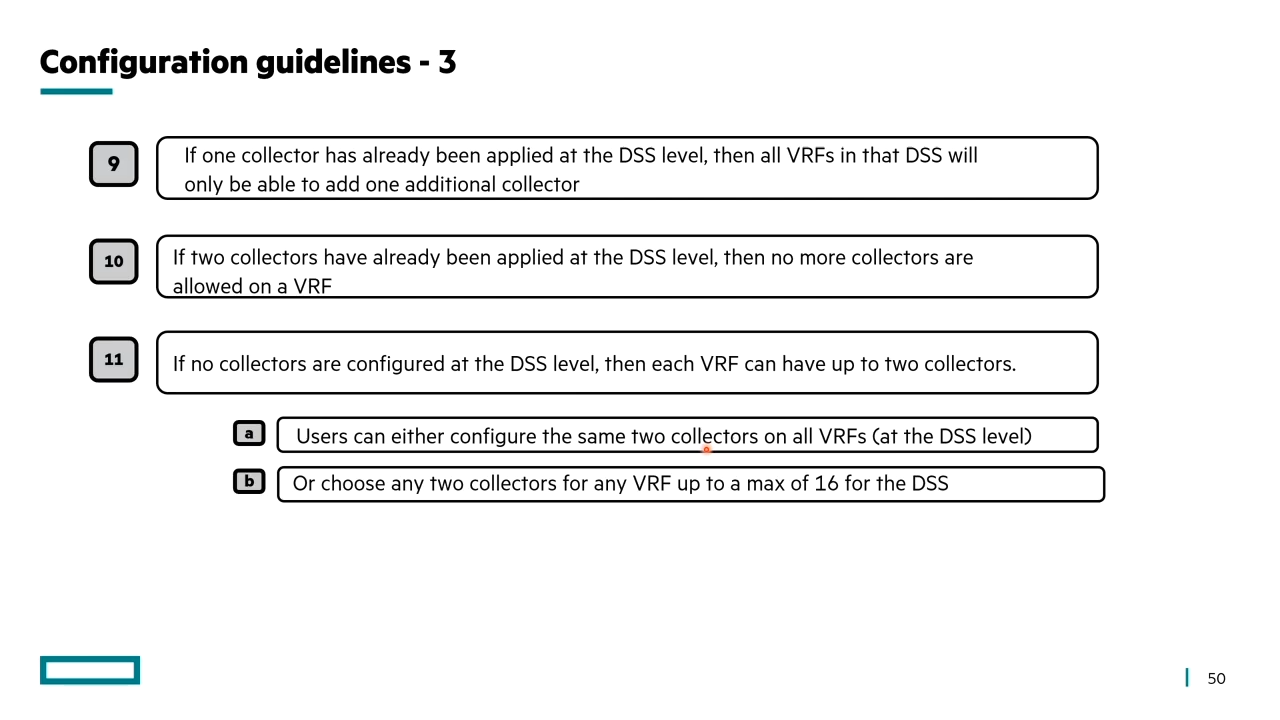 Configuration guidelines - 3
9
If one collector has already been applied at the DSS level, then all VRFs in that DSS will
only be able to add one additional collector
10
If two collectors have already been applied at the DSS level, then no more collectors are
allowed on a VRF
11
If no collectors are configured at the DSS level, then each VRF can have up to two collectors.
a
Users can either configure the same two collectors on all VRFs (at the DSS level)
b
Or choose any two collectors for any VRF up to a max of 16 for the DSS
50